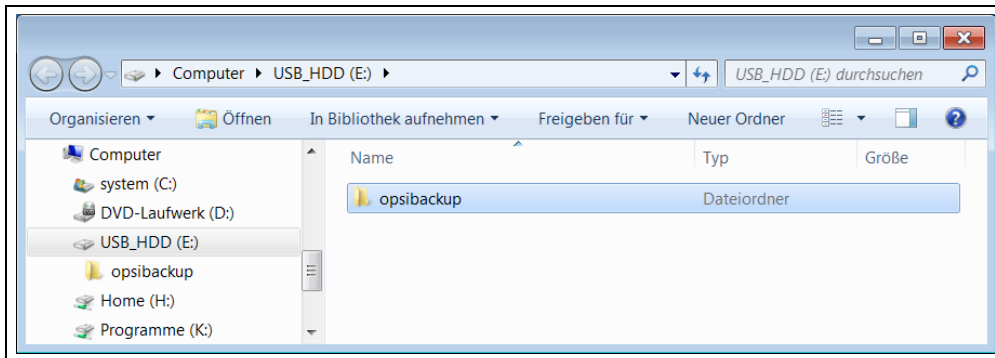 Computer USB_HDD (E:)
USB_HDD (E:) durchsuchen
Organisieren Öffnen In Bibliothek aufnehmen Freigeben für Neuer Ordner
Computer
system (C:)
DVD-Laufwerk (D:)
USB_HDD (E:)
opsibackup
Home (H:)
Programme (K:)
Name Typ Größe
opsibackup Dateiordner